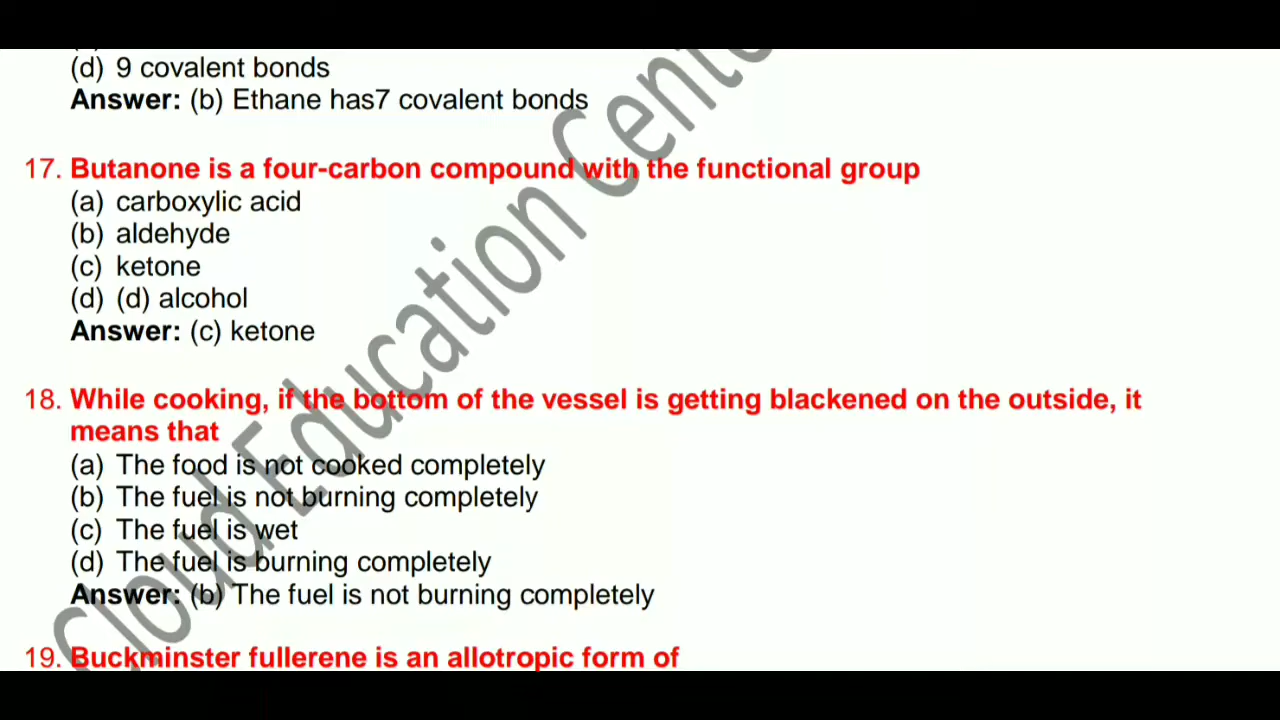 (d) 9 covalent bonds
Answer: (b) Ethane has7 covalent bonds
17. Butanone is a four-carbon compound with the functional group
(a) carboxylic acid
(b) aldehyde
(c) ketone
(d) (d) alcohol
Answer: (c) ketone
18. While cooking, if the bottom of the vessel is getting blackened on the outside, it
means that
(a) The food is not cooked completely
(b) The fuel is not burning completely
(c) The fuel is wet
(d) The fuel is burning completely
Answer: (b) The fuel is not burning completely
19. Buckminster fullerene is an allotropic form of
Cloud Education Cente